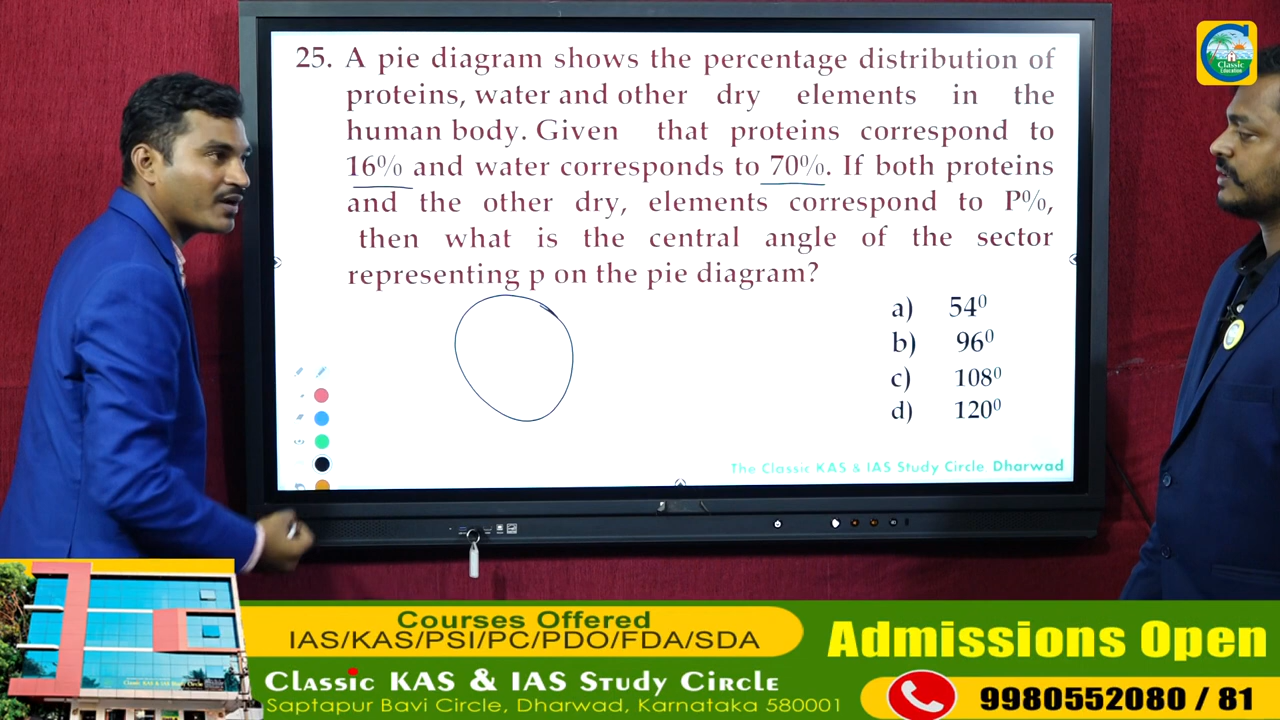 25. A pie diagram shows the percentage distribution of
proteins, water and other dry elements in the
human body. Given that proteins correspond to
16% and water corresponds to 70%. If both proteins
and the other dry, elements correspond to P%,
then what is the central angle of the sector
representing p on the pie diagram?
a) 54⁰
b) 96⁰
c) 108⁰
d) 120⁰
The Classic KAS & IAS Study Circle Dharwad
Classic
Education
Courses Offered
IAS/KAS/PSI/PC/PDO/FDA/SDA
Classic KAS & IAS Study Circle
Saptapur Bavi Circle, Dharwad, Karnataka 580001
Admissions Open
9980552080 / 81